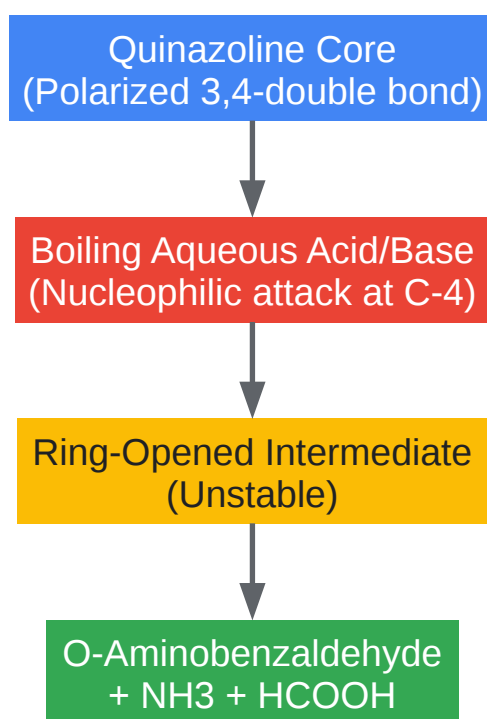 Quinazoline Core
(Polarized 3,4-double bond)
Boiling Aqueous Acid/Base
(Nucleophilic attack at C-4)
Ring-Opened Intermediate
(Unstable)
O-Aminobenzaldehyde
+ NH3 + HCOOH